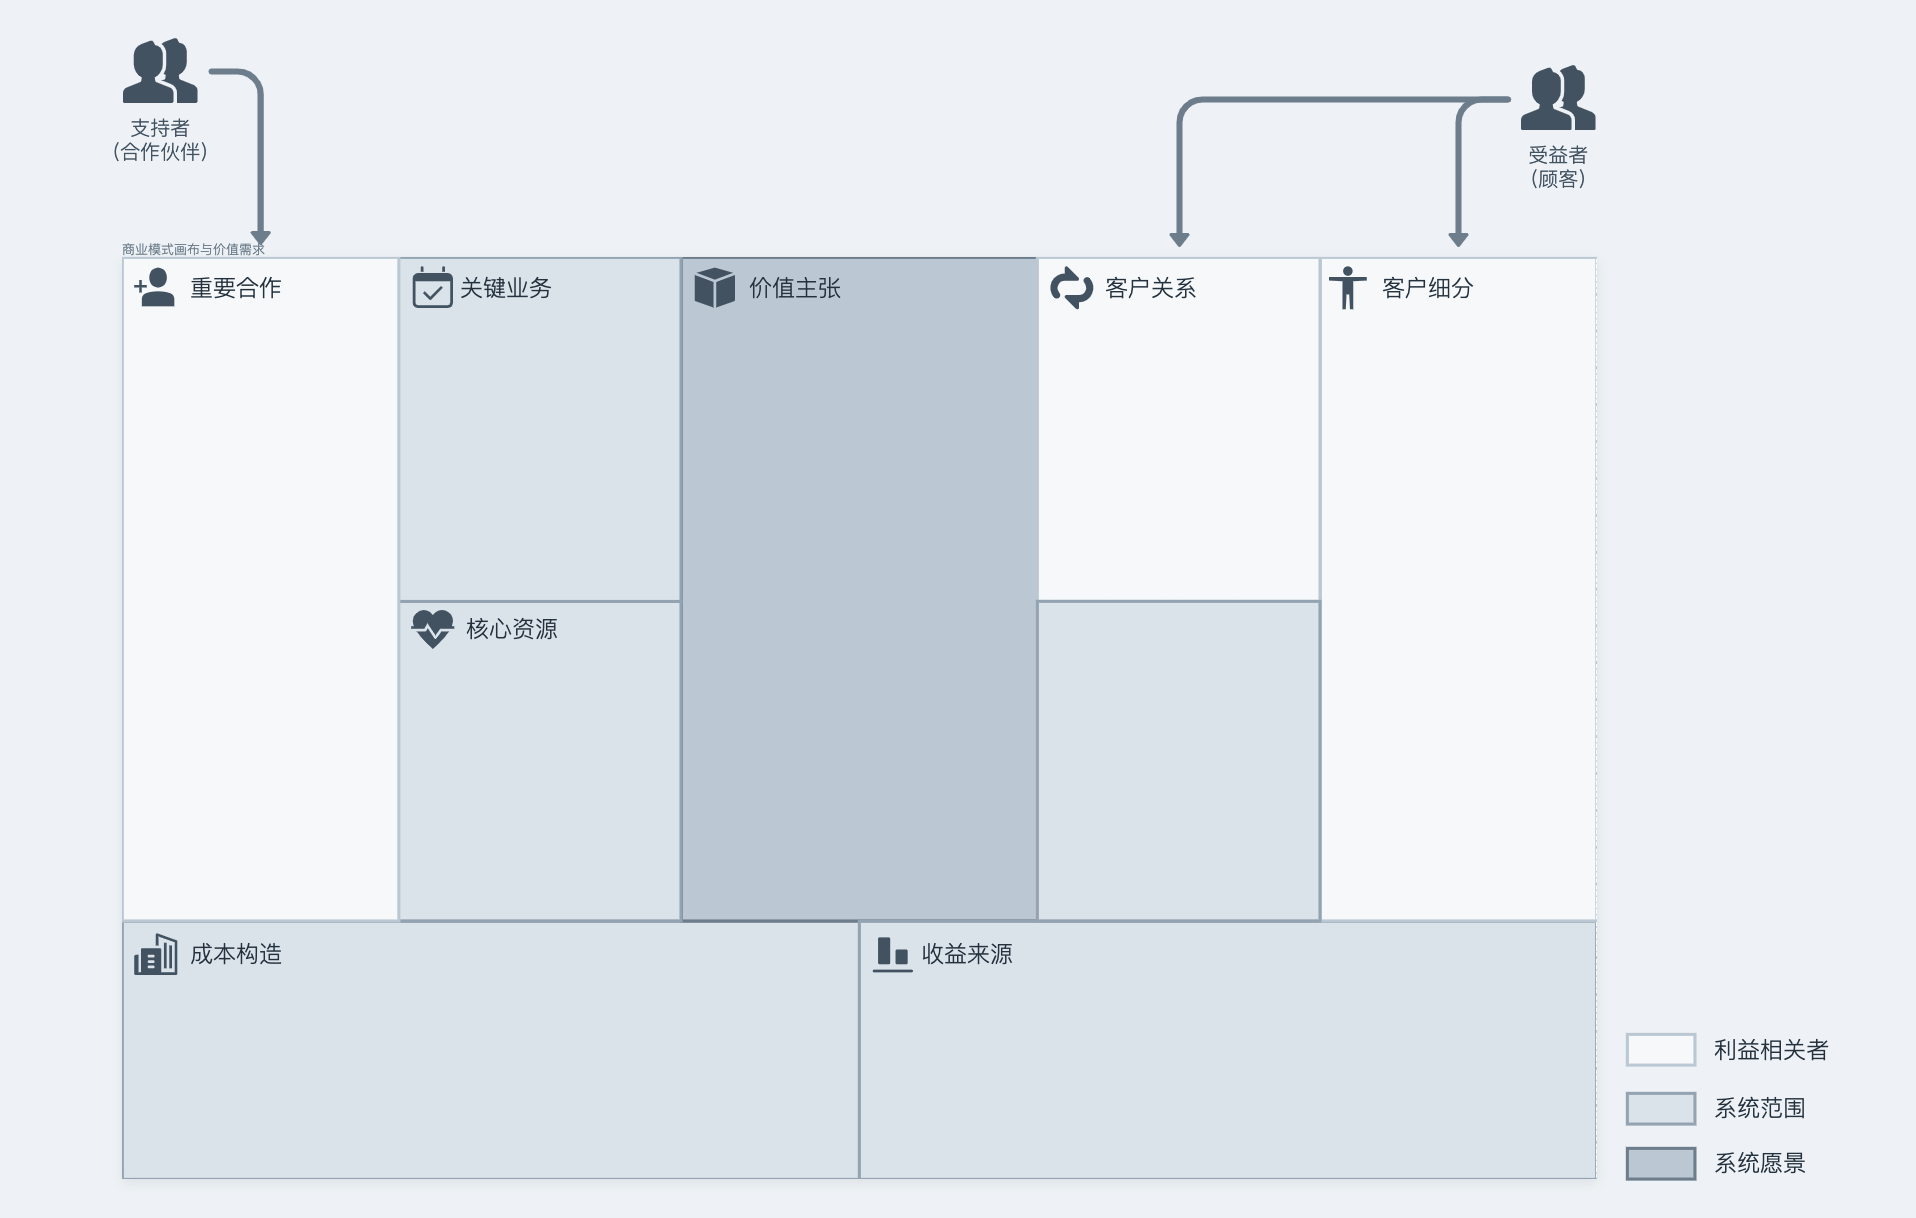 支持者
(合作伙伴)
受益者
(顾客)
商业模式画布与价值需求
重要合作
关键业务
价值主张
客户关系
客户细分
核心资源
成本构造
收益来源
利益相关者
系统范围
系统愿景